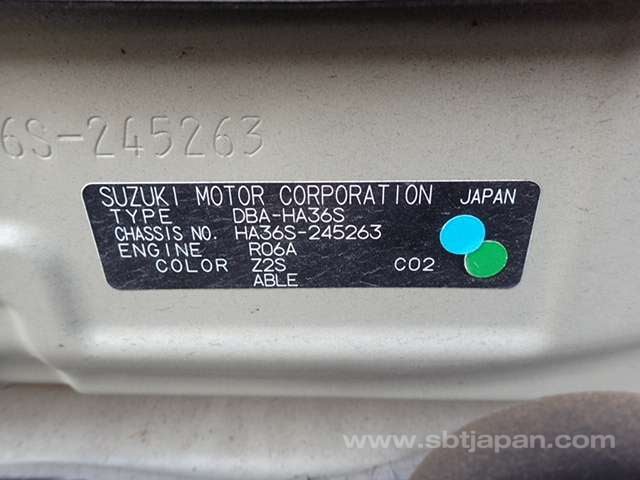 6S-245263
SUZUKI MOTOR CORPORATION JAPAN
TYPE DBA-HA36S
CHASSIS NO. HA36S-245263
ENGINE R06A
COLOR Z2S C02
ABLE
www.sbtjapan.com